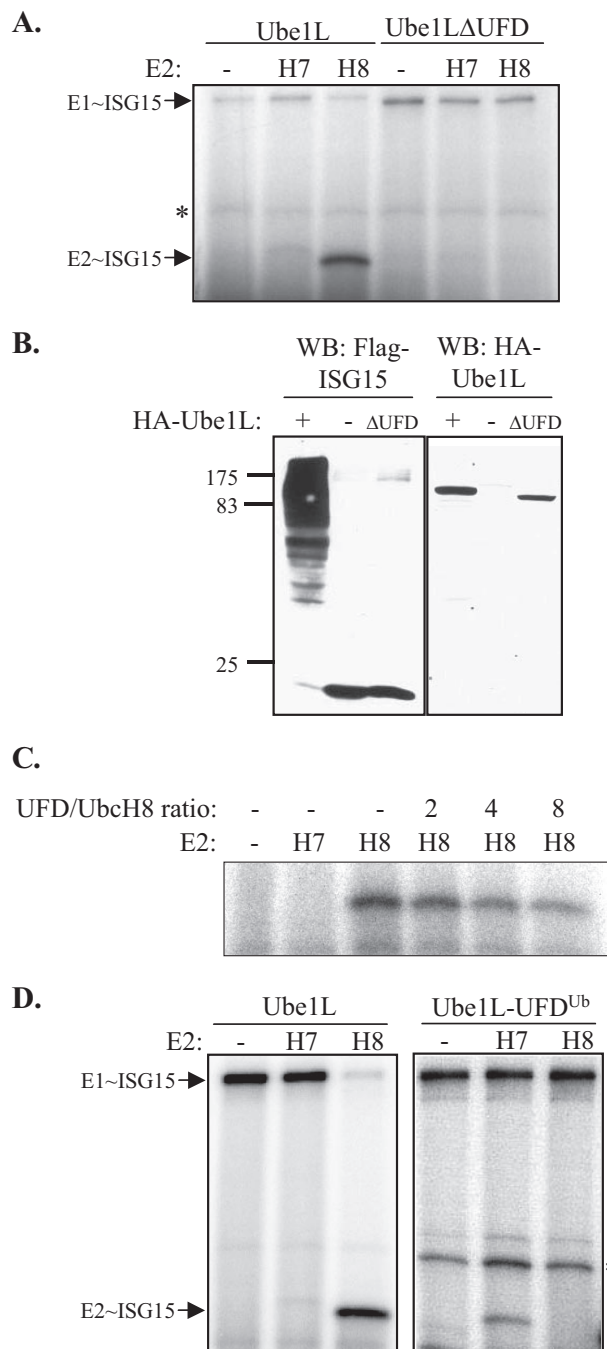 A.
Ube1L Ube1LΔUFD
E2: - H7 H8 - H7 H8
E1~ISG15
*
E2~ISG15
B.
WB: Flag-
ISG15
WB: HA-
Ube1L
HA-Ube1L: + - ΔUFD + - ΔUFD
175
83
25
C.
UFD/UbcH8 ratio: - - - 2 4 8
E2: - H7 H8 H8 H8 H8
D.
Ube1L Ube1L-UFD^Ub
E2: - H7 H8 - H7 H8
E1~ISG15
E2~ISG15